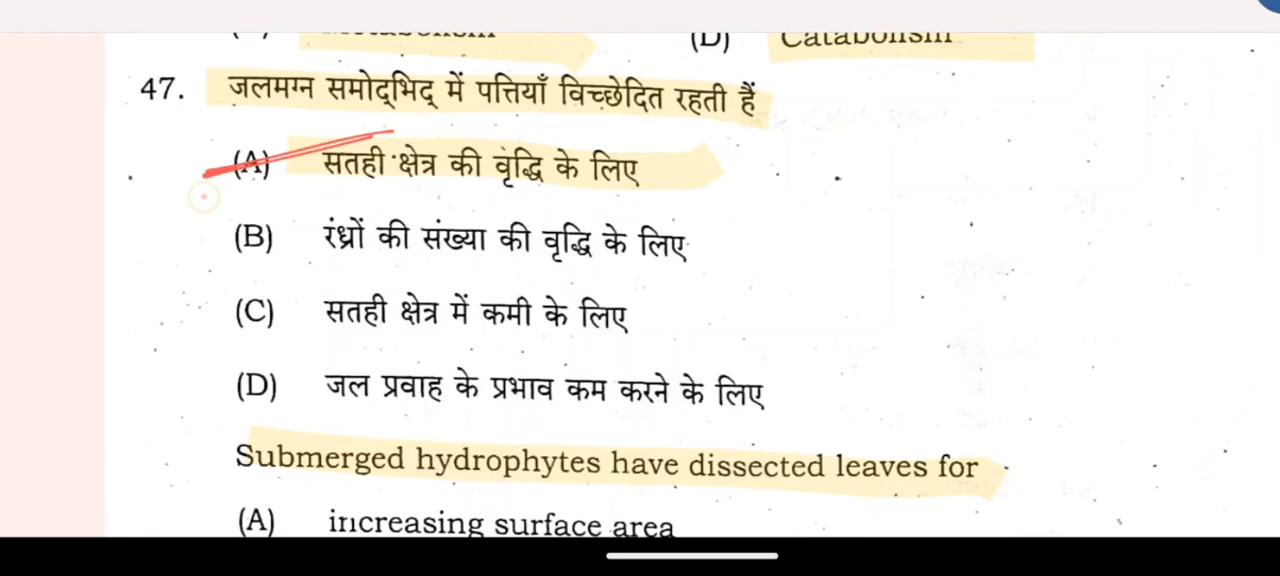 (D) Catabolism
47. जलमग्न समोद्‌भिद् में पत्तियाँ विच्छेदित रहती हैं
(A) सतही क्षेत्र की वृद्धि के लिए
(B) रंध्रों की संख्या की वृद्धि के लिए
(C) सतही क्षेत्र में कमी के लिए
(D) जल प्रवाह के प्रभाव कम करने के लिए
Submerged hydrophytes have dissected leaves for
(A) increasing surface area